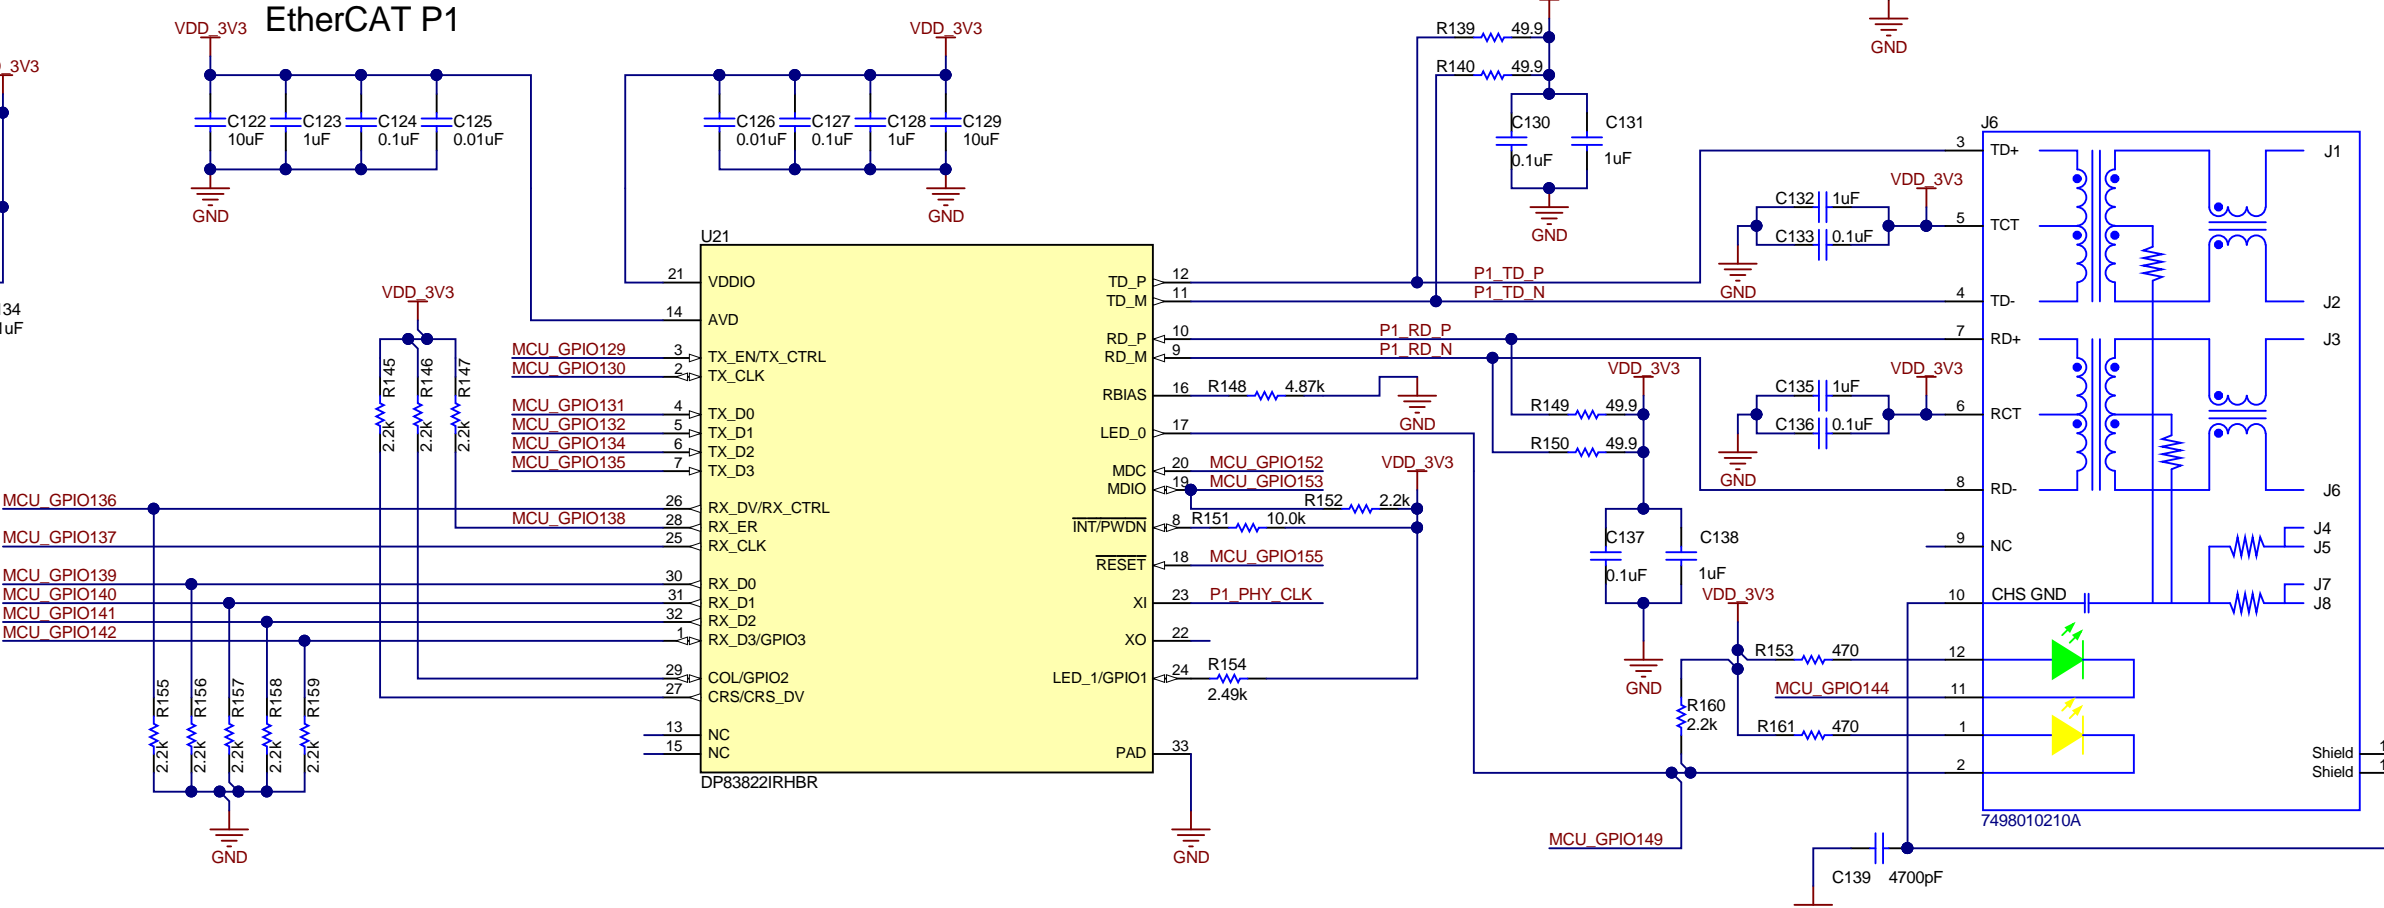 EtherCAT P1
VDD_3V3
VDD_3V3
_3V3
C122
10uF
C123
1uF
C124
0.1uF
C125
0.01uF
GND
C126
0.01uF
C127
0.1uF
C128
1uF
C129
10uF
GND
R139
49.9
R140
49.9
C130
0.1uF
C131
1uF
GND
GND
134
1uF
U21
21
VDDIO
14
AVD
MCU_GPIO129
3
TX_EN/TX_CTRL
MCU_GPIO130
2
TX_CLK
MCU_GPIO131
4
TX_D0
MCU_GPIO132
5
TX_D1
MCU_GPIO134
6
TX_D2
MCU_GPIO135
7
TX_D3
MCU_GPIO136
26
RX_DV/RX_CTRL
MCU_GPIO138
28
RX_ER
MCU_GPIO137
25
RX_CLK
MCU_GPIO139
30
RX_D0
MCU_GPIO140
31
RX_D1
MCU_GPIO141
32
RX_D2
MCU_GPIO142
1
RX_D3/GPIO3
29
COL/GPIO2
27
CRS/CRS_DV
13
NC
15
NC
DP83822IRHBR
VDD_3V3
R145
2.2k
R146
2.2k
R147
2.2k
R155
2.2k
R156
2.2k
R157
2.2k
R158
2.2k
R159
2.2k
GND
TD_P
12
P1_TD_P
TD_M
11
P1_TD_N
RD_P
10
P1_RD_P
RD_M
9
P1_RD_N
RBIAS
16
R148
4.87k
GND
LED_0
17
MDC
20
MCU_GPIO152
MDIO
19
MCU_GPIO153
VDD_3V3
R152
2.2k
INT/PWDN
8
R151
10.0k
RESET
18
MCU_GPIO155
XI
23
P1_PHY_CLK
XO
22
LED_1/GPIO1
24
R154
2.49k
PAD
33
GND
VDD_3V3
R149
49.9
R150
49.9
C137
0.1uF
C138
1uF
GND
C132
1uF
C133
0.1uF
VDD_3V3
GND
C135
1uF
C136
0.1uF
VDD_3V3
GND
VDD_3V3
R153
470
MCU_GPIO144
R160
2.2k
R161
470
MCU_GPIO149
C139
4700pF
J6
3
TD+
J1
5
TCT
4
TD-
J2
7
RD+
J3
6
RCT
8
RD-
J6
J4
9
NC
J5
J7
10
CHS GND
J8
12
11
1
2
Shield
1
Shield
1
7498010210A